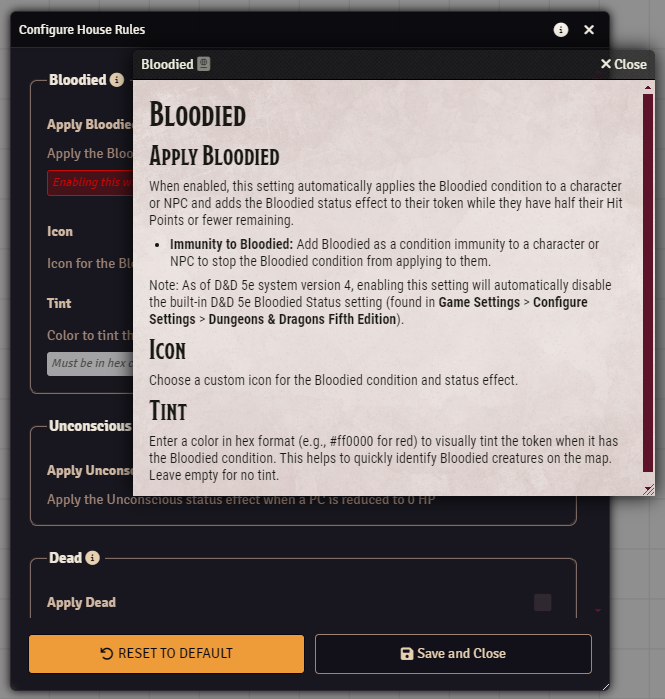 Configure House Rules
Bloodied
Apply Bloodie
Apply the Bloo
Enabling this w
Icon
Icon for the Bl
Tint
Color to tint th
Must be in hex c
Bloodied
Close
Bloodied
Apply Bloodied
When enabled, this setting automatically applies the Bloodied condition to a character
or NPC and adds the Bloodied status effect to their token while they have half their Hit
Points or fewer remaining.
• Immunity to Bloodied: Add Bloodied as a condition immunity to a character or
NPC to stop the Bloodied condition from applying to them.
Note: As of D&D 5e system version 4, enabling this setting will automatically disable
the built-in D&D 5e Bloodied Status setting (found in Game Settings > Configure
Settings > Dungeons & Dragons Fifth Edition).
Icon
Choose a custom icon for the Bloodied condition and status effect.
Tint
Enter a color in hex format (e.g., #ff0000 for red) to visually tint the token when it has
the Bloodied condition. This helps to quickly identify Bloodied creatures on the map.
Leave empty for no tint.
Unconscious
Apply Uncons
Apply the Unconscious status effect when a PC is reduced to 0 HP
Dead
Apply Dead
RESET TO DEFAULT
Save and Close